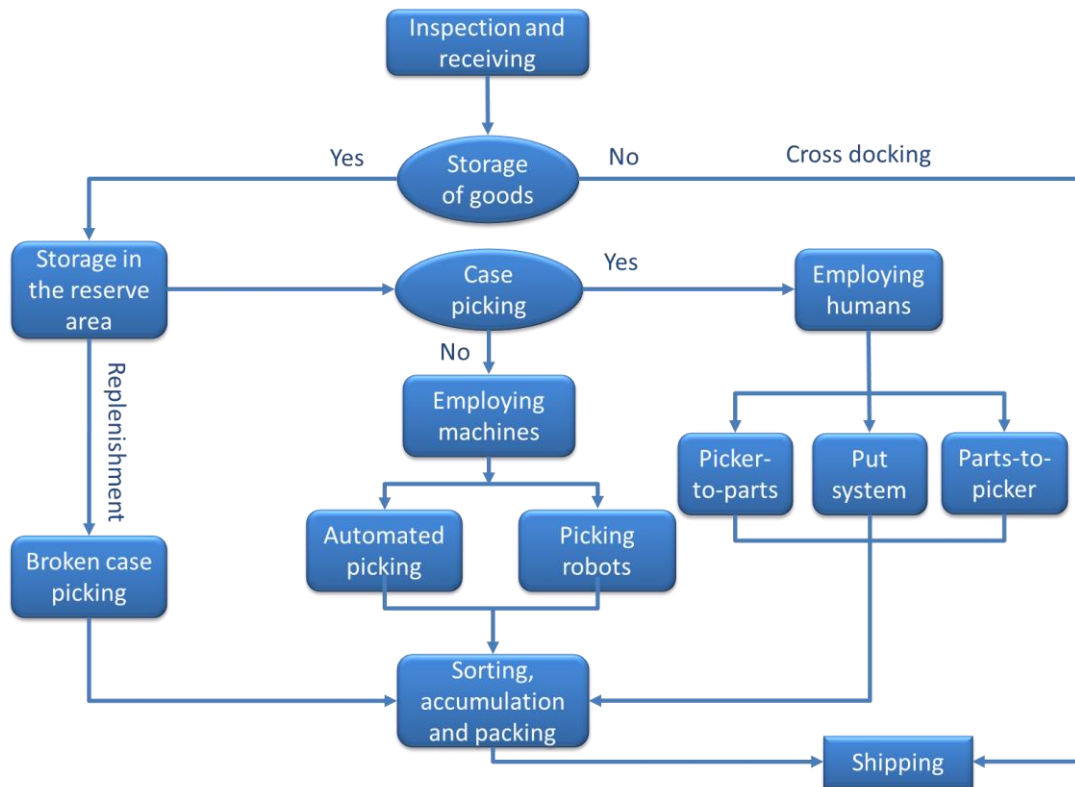 Inspection and
receiving
Yes
Storage
of goods
No
Cross docking
Storage in
the reserve
area
Case
picking
Yes
Employing
humans
Replenishment
No
Employing
machines
Picker-
to-parts
Put
system
Parts-to-
picker
Broken case
picking
Automated
picking
Picking
robots
Sorting,
accumulation
and packing
Shipping